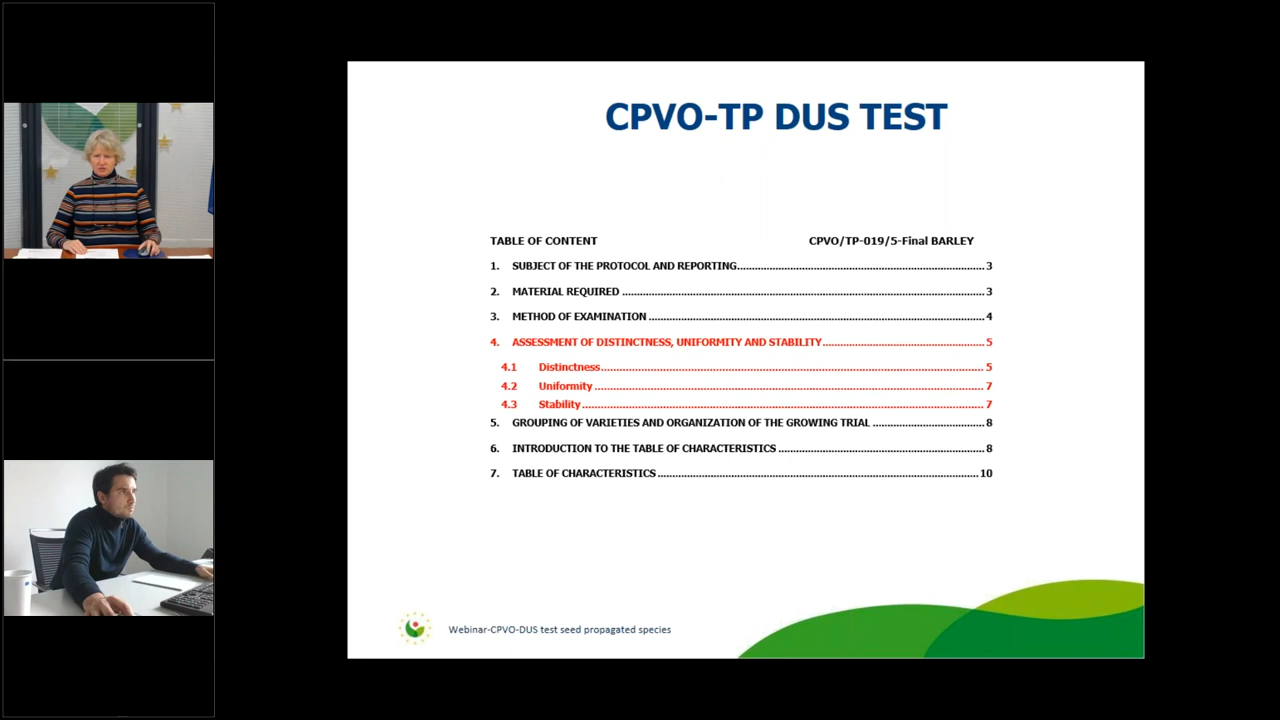 CPVO-TP DUS TEST
TABLE OF CONTENT CPVO/TP-019/5-Final BARLEY
1. SUBJECT OF THE PROTOCOL AND REPORTING 3
2. MATERIAL REQUIRED 3
3. METHOD OF EXAMINATION 4
4. ASSESSMENT OF DISTINCTNESS, UNIFORMITY AND STABILITY 5
4.1 Distinctness 5
4.2 Uniformity 7
4.3 Stability 7
5. GROUPING OF VARIETIES AND ORGANIZATION OF THE GROWING TRIAL 8
6. INTRODUCTION TO THE TABLE OF CHARACTERISTICS 8
7. TABLE OF CHARACTERISTICS 10
Webinar-CPVO-DUS test seed propagated species